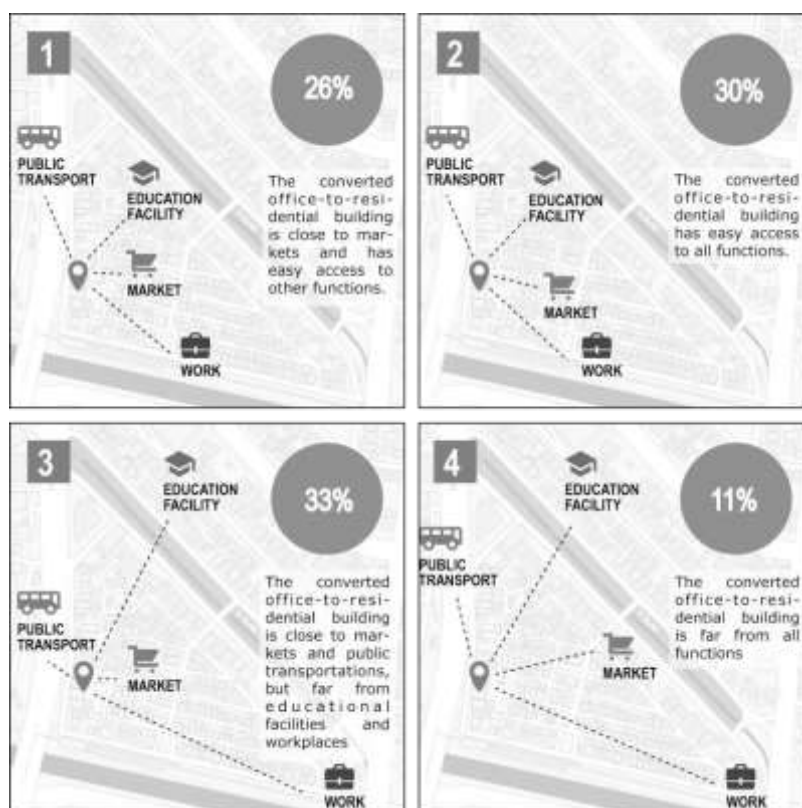 1
26%
PUBLIC
TRANSPORT
EDUCATION
FACILITY
MARKET
WORK
The converted
office-to-resi-
dential building
is close to mar-
kets and has
easy access to
other functions.
2
30%
PUBLIC
TRANSPORT
EDUCATION
FACILITY
MARKET
WORK
The converted
office-to-resi-
dential building
has easy access
to all functions.
3
33%
EDUCATION
FACILITY
PUBLIC
TRANSPORT
MARKET
WORK
The converted
office-to-resi-
dential building
is close to mar-
kets and public
transportations,
but far from
educational
facilities and
workplaces
4
11%
EDUCATION
FACILITY
PUBLIC
TRANSPORT
MARKET
WORK
The converted
office-to-resi-
dential building
is far from all
functions